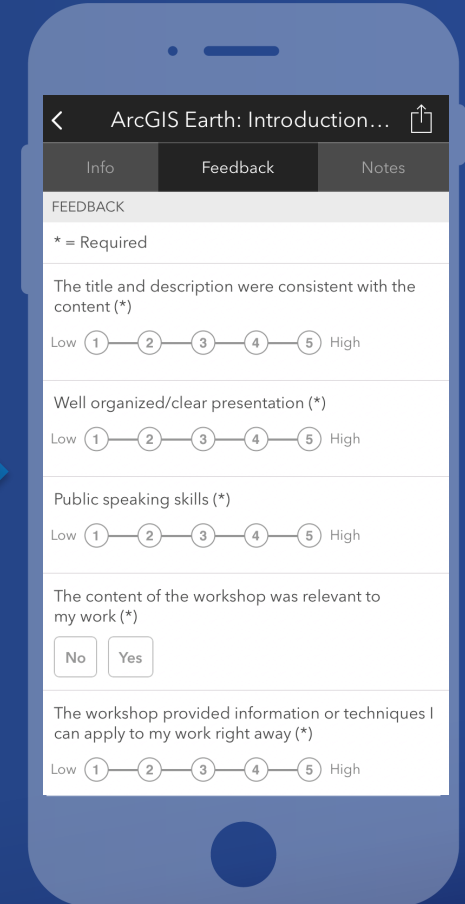 ArcGIS Earth: Introduction...
Info Feedback Notes
FEEDBACK
* = Required
The title and description were consistent with the
content (*)
Low 1 2 3 4 5 High
Well organized/clear presentation (*)
Low 1 2 3 4 5 High
Public speaking skills (*)
Low 1 2 3 4 5 High
The content of the workshop was relevant to
my work (*)
No Yes
The workshop provided information or techniques I
can apply to my work right away (*)
Low 1 2 3 4 5 High